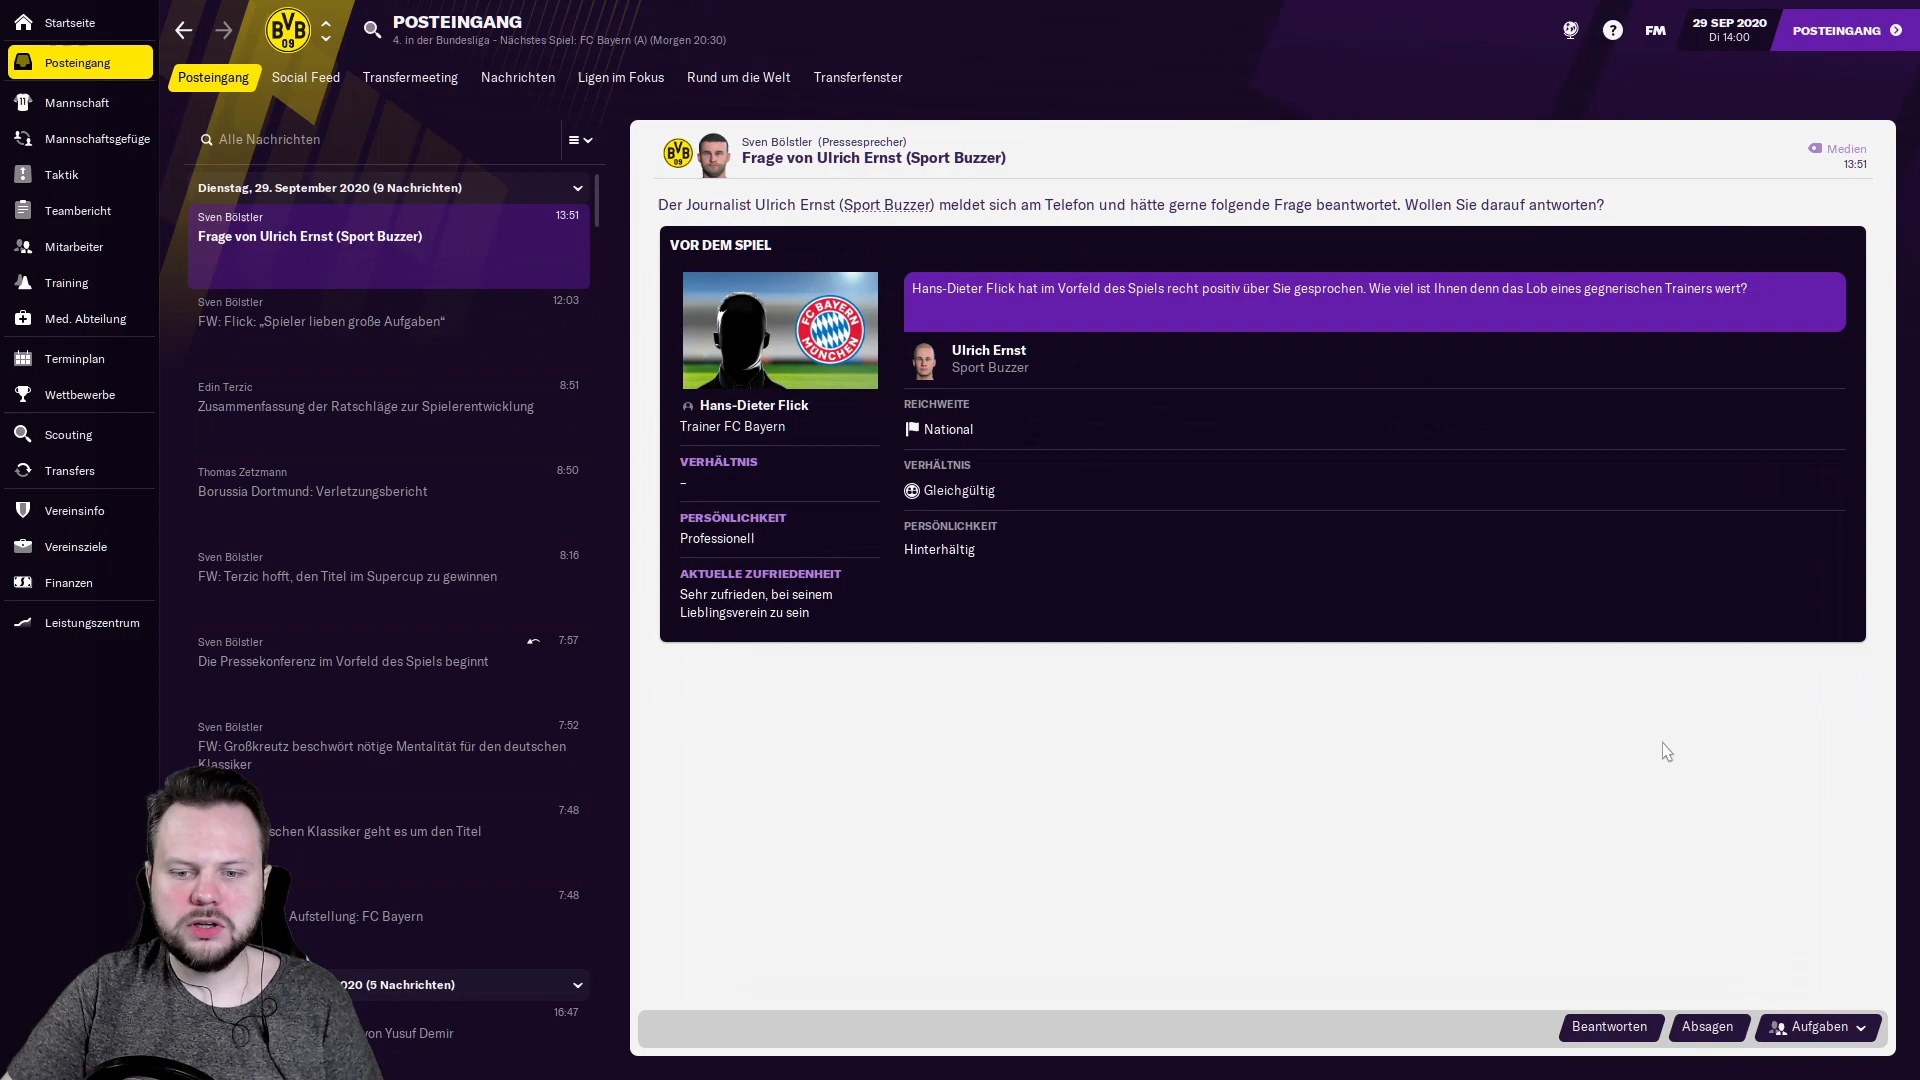 Startseite
Posteingang
Mannschaft
Mannschaftsgefüge
Taktik
Teambericht
Mitarbeiter
Training
Med. Abteilung
Terminplan
Wettbewerbe
Scouting
Transfers
Vereinsinfo
Vereinsziele
Finanzen
Leistungszentrum
BVB 09
POSTEINGANG
4. in der Bundesliga - Nächstes Spiel: FC Bayern (A) (Morgen 20:30)
FM
29 SEP 2020
Di 14:00
POSTEINGANG
Posteingang
Social Feed
Transfermeeting
Nachrichten
Ligen im Fokus
Rund um die Welt
Transferfenster
Alle Nachrichten
Dienstag, 29. September 2020 (9 Nachrichten)
Sven Bölstler 13:51
Frage von Ulrich Ernst (Sport Buzzer)
Sven Bölstler 12:03
FW: Flick: „Spieler lieben große Aufgaben“
Edin Terzic 8:51
Zusammenfassung der Ratschläge zur Spielerentwicklung
Thomas Zetzmann 8:50
Borussia Dortmund: Verletzungsbericht
Sven Bölstler 8:16
FW: Terzic hofft, den Titel im Supercup zu gewinnen
Sven Bölstler 7:57
Die Pressekonferenz im Vorfeld des Spiels beginnt
Sven Bölstler 7:52
FW: Großkreutz beschwört nötige Mentalität für den deutschen
Klassiker
7:48
schen Klassiker geht es um den Titel
7:48
Aufstellung: FC Bayern
020 (5 Nachrichten)
16:47
von Yusuf Demir
BVB 09
Sven Bölstler (Pressesprecher)
Frage von Ulrich Ernst (Sport Buzzer)
Medien
13:51
Der Journalist Ulrich Ernst (Sport Buzzer) meldet sich am Telefon und hätte gerne folgende Frage beantwortet. Wollen Sie darauf antworten?
VOR DEM SPIEL
FC BAYERN MÜNCHEN
Hans-Dieter Flick
Trainer FC Bayern
VERHÄLTNIS
–
PERSÖNLICHKEIT
Professionell
AKTUELLE ZUFRIEDENHEIT
Sehr zufrieden, bei seinem
Lieblingsverein zu sein
Hans-Dieter Flick hat im Vorfeld des Spiels recht positiv über Sie gesprochen. Wie viel ist Ihnen denn das Lob eines gegnerischen Trainers wert?
Ulrich Ernst
Sport Buzzer
REICHWEITE
National
VERHÄLTNIS
Gleichgültig
PERSÖNLICHKEIT
Hinterhältig
Beantworten
Absagen
Aufgaben